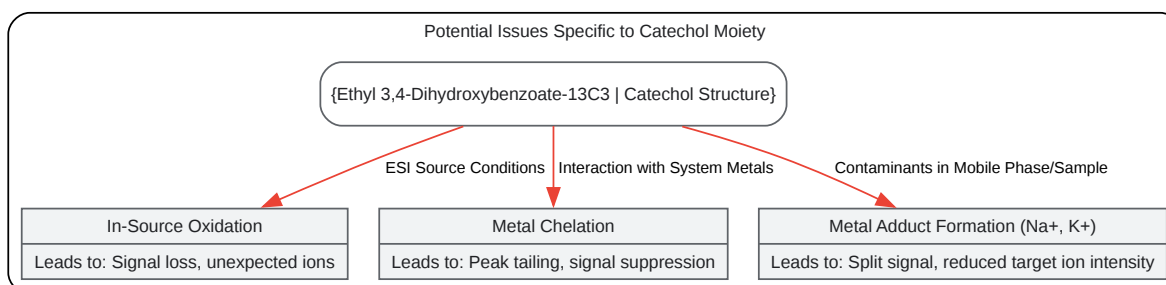 Potential Issues Specific to Catechol Moiety
{Ethyl 3,4-Dihydroxybenzoate-13C3 | Catechol Structure}
ESI Source Conditions
Interaction with System Metals
Contaminants in Mobile Phase/Sample
In-Source Oxidation
Leads to: Signal loss, unexpected ions
Metal Chelation
Leads to: Peak tailing, signal suppression
Metal Adduct Formation (Na+, K+)
Leads to: Split signal, reduced target ion intensity